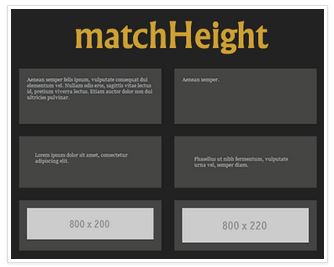 matchHeight
Aenean semper felis ipsum, vulputate consequat dui
elementum vel. Nullam odio eros, sagittis vitae lectus
id, pretium viverra lectus. Etiam auctor dolor non dui
ultricies pulvinar.
Aenean semper.
Lorem ipsum dolor sit amet, consectetur
adipiscing elit.
Phasellus ut nibh fermentum, vulputate
urna vel, semper diam.
800 x 200
800 x 220